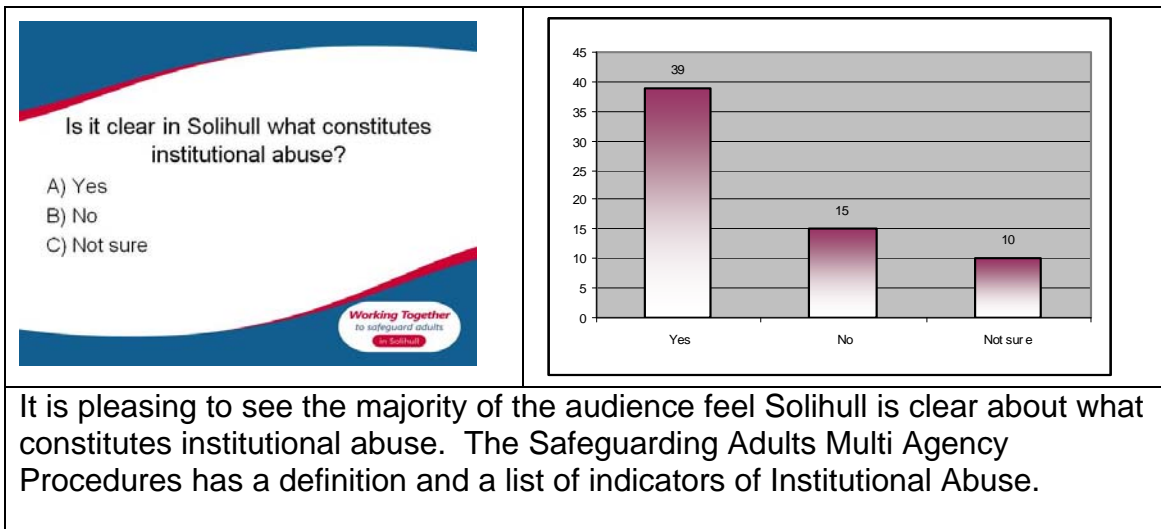 Is it clear in Solihull what constitutes
institutional abuse?
A) Yes
B) No
C) Not sure
Working Together
to safeguard adults
in Solihull
45
40
35
30
25
20
15
10
5
0
39
15
10
Yes
No
Not sur e
It is pleasing to see the majority of the audience feel Solihull is clear about what
constitutes institutional abuse.  The Safeguarding Adults Multi Agency
Procedures has a definition and a list of indicators of Institutional Abuse.